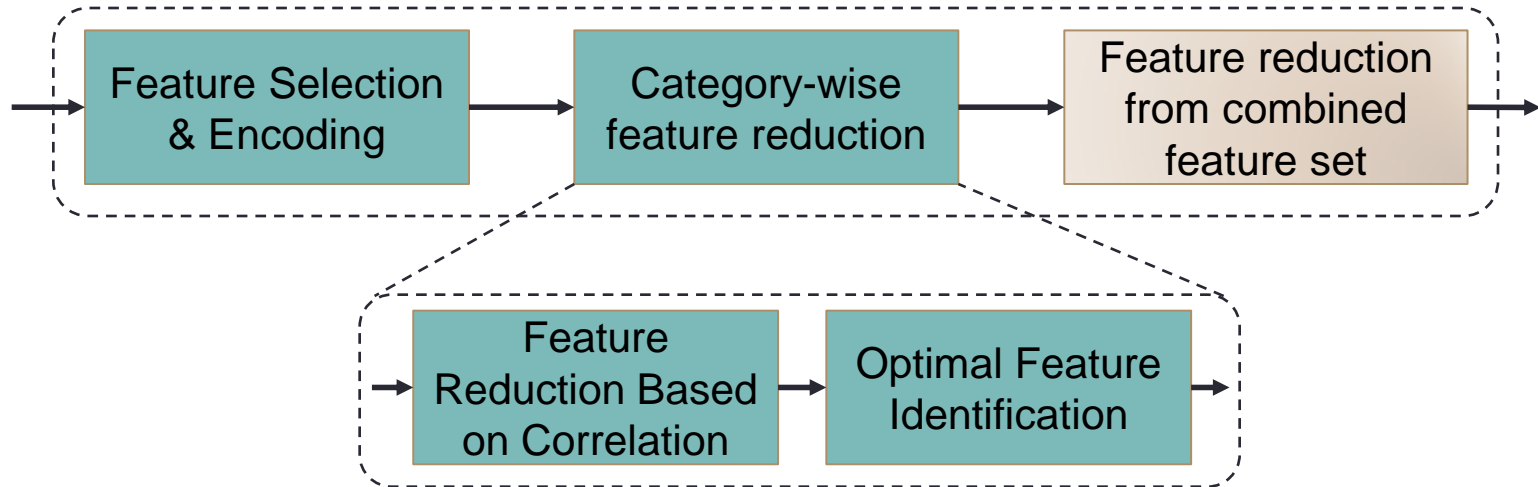 Feature Selection
& Encoding
Category-wise
feature reduction
Feature reduction
from combined
feature set
Feature
Reduction Based
on Correlation
Optimal Feature
Identification